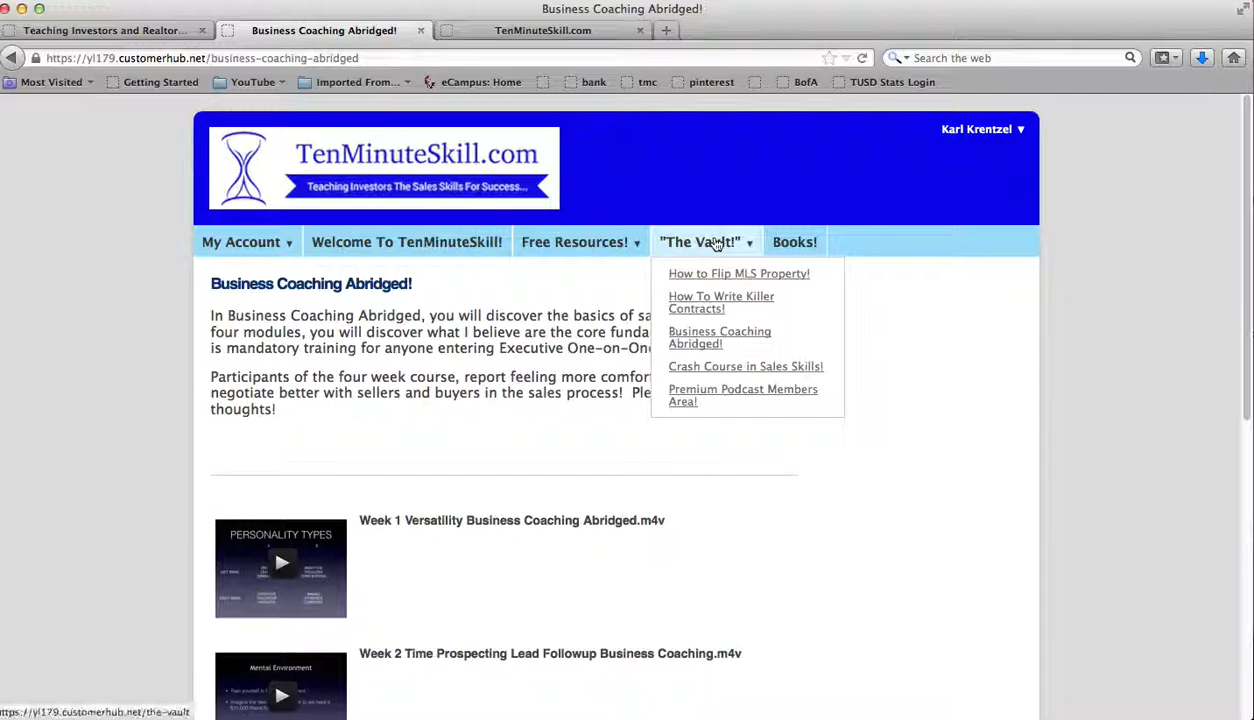 Business Coaching Abridged!
Teaching Investors and Realtor...
Business Coaching Abridged!
TenMinuteSkill.com
https://yl179.customerhub.net/business-coaching-abridged
Search the web
Most Visited
Getting Started
YouTube
Imported From...
eCampus: Home
bank
tmc
pinterest
BofA
TUSD Stats Login
Karl Krentzel ▼
TenMinuteSkill.com
Teaching Investors The Sales Skills For Success...
My Account ▼
Welcome To TenMinuteSkill!
Free Resources! ▼
"The Vault!" ▼
Books!
How to Flip MLS Property!
How To Write Killer
Contracts!
Business Coaching
Abridged!
Crash Course in Sales Skills!
Premium Podcast Members
Area!
Business Coaching Abridged!
In Business Coaching Abridged, you will discover the basics of sa
four modules, you will discover what I believe are the core funda
is mandatory training for anyone entering Executive One-on-One
Participants of the four week course, report feeling more comfor
negotiate better with sellers and buyers in the sales process! Ple
thoughts!
Week 1 Versatility Business Coaching Abridged.m4v
PERSONALITY TYPES
Week 2 Time Prospecting Lead Followup Business Coaching.m4v
Mental Environment
https://yl179.customerhub.net/the-vault